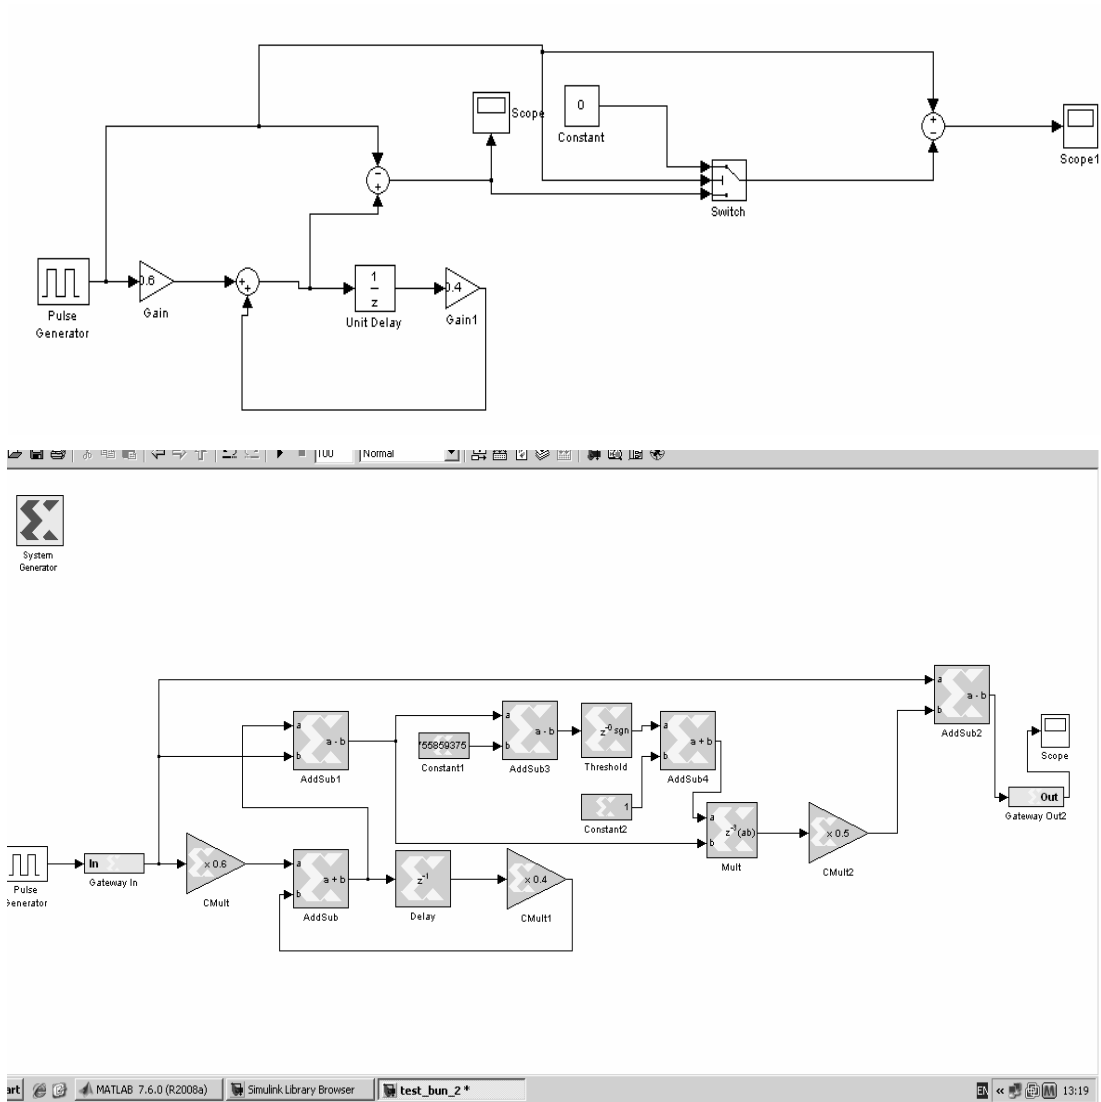 0
Scope
Constant
+
−
Scope1
−
+
Switch
0.6
+
+
1
z
0.4
Pulse
Generator
Gain
Unit Delay
Gain1
100
Normal
System
Generator
a
b
a - b
AddSub2
a
b
a - b
AddSub1
55859375
Constant1
a
b
a - b
AddSub3
z-0 sgn
Threshold
a
b
a + b
AddSub4
Scope
Out
Gateway Out2
1
Constant2
a
b
z-1(ab)
Mult
x 0.5
CMult2
Pulse
Generator
In
Gateway In
x 0.6
CMult
a
b
a + b
AddSub
z-1
Delay
x 0.4
CMult1
art
MATLAB 7.6.0 (R2008a)
Simulink Library Browser
test_bun_2 *
EN
«
13:19